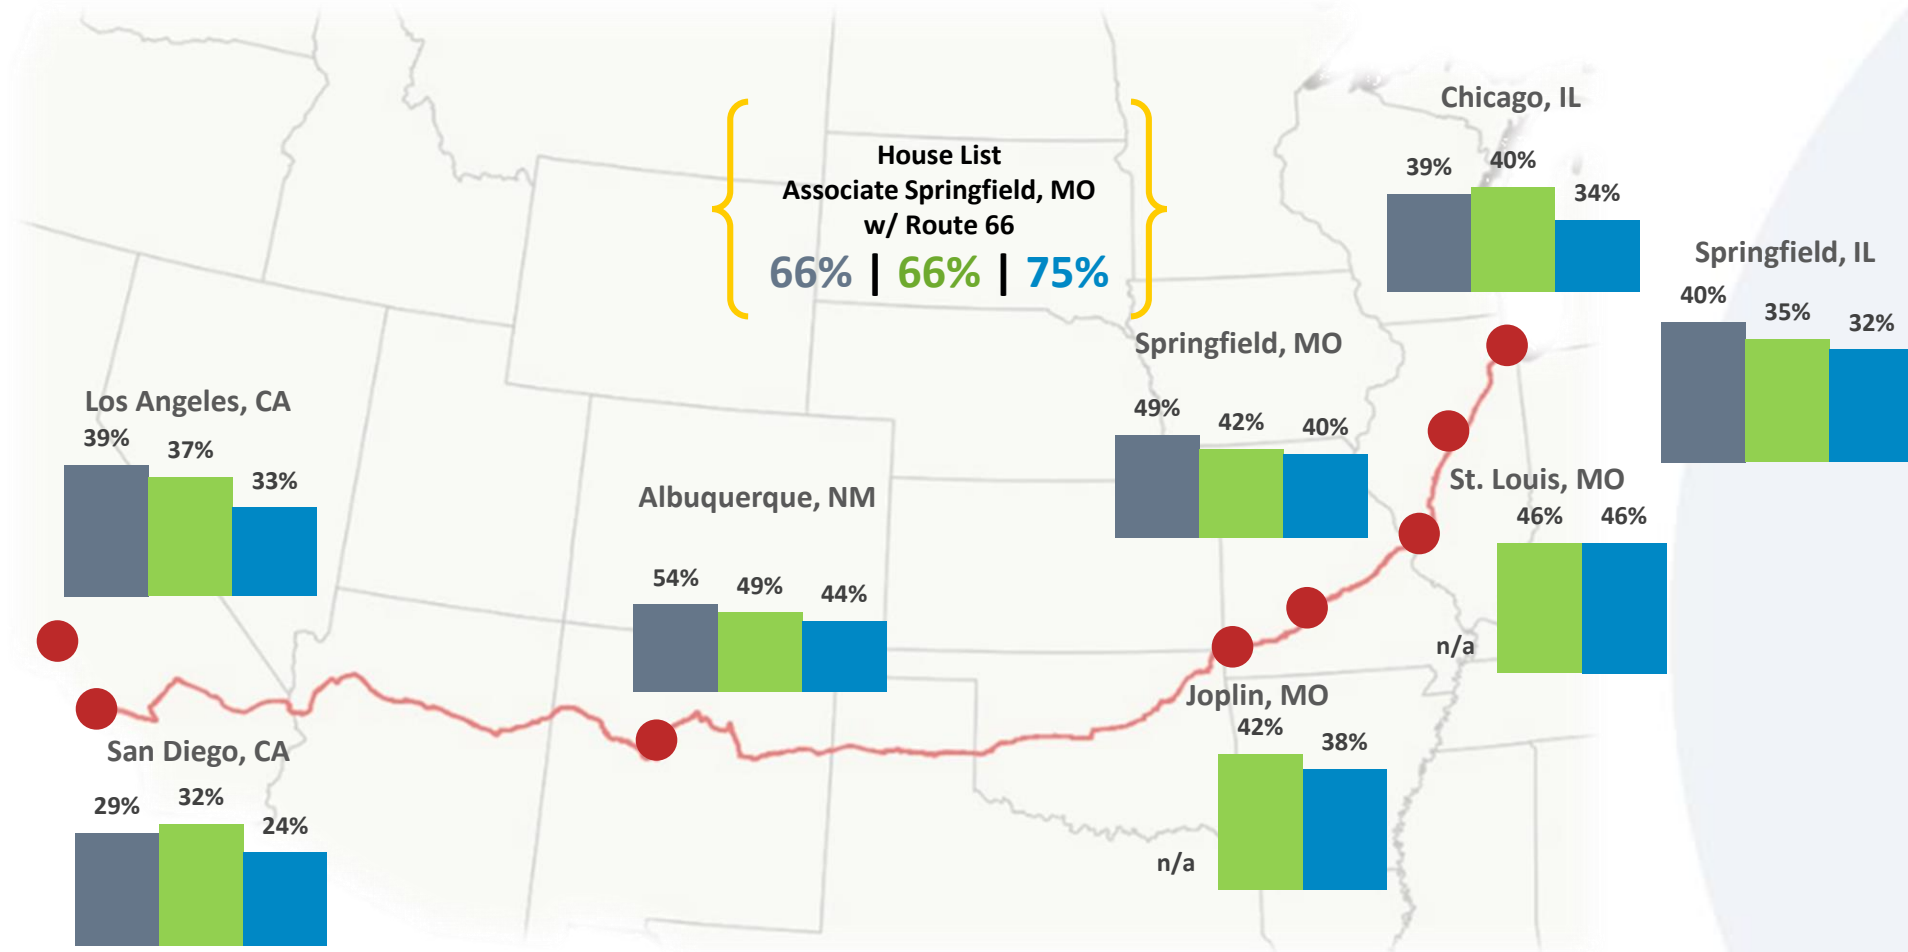 House List
Associate Springfield, MO
w/ Route 66
66% | 66% | 75%
Chicago, IL
39% 40% 34%
Springfield, IL
40% 35% 32%
Springfield, MO
49% 42% 40%
Los Angeles, CA
39% 37% 33%
Albuquerque, NM
54% 49% 44%
St. Louis, MO
46% 46%
n/a
Joplin, MO
42% 38%
n/a
San Diego, CA
29% 32% 24%